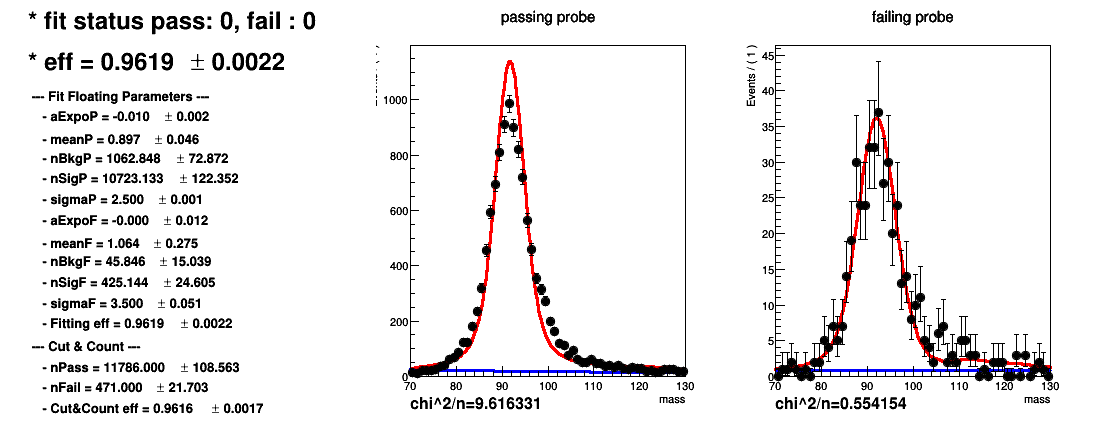 * fit status pass: 0, fail : 0
* eff = 0.9619 ± 0.0022
--- Fit Floating Parameters ---
- aExpoP = -0.010 ± 0.002
- meanP = 0.897 ± 0.046
- nBkgP = 1062.848 ± 72.872
- nSigP = 10723.133 ± 122.352
- sigmaP = 2.500 ± 0.001
- aExpoF = -0.000 ± 0.012
- meanF = 1.064 ± 0.275
- nBkgF = 45.846 ± 15.039
- nSigF = 425.144 ± 24.605
- sigmaF = 3.500 ± 0.051
- Fitting eff = 0.9619 ± 0.0022
--- Cut & Count ---
- nPass = 11786.000 ± 108.563
- nFail = 471.000 ± 21.703
- Cut&Count eff = 0.9616 ± 0.0017
passing probe
1000
800
600
400
200
0
70 80 90 100 110 120 130
mass
chi^2/n=9.616331
failing probe
Events / ( 1 )
45
40
35
30
25
20
15
10
5
0
70 80 90 100 110 120 130
mass
chi^2/n=0.554154